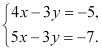 4x − 3y = −5,
5x − 3y = −7.